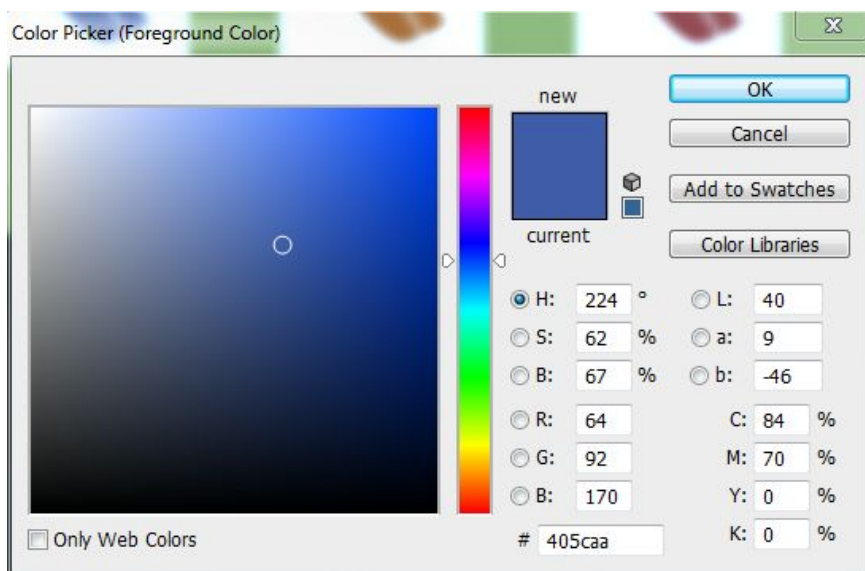 Color Picker (Foreground Color)
new
current
OK
Cancel
Add to Swatches
Color Libraries
H: 224 °
S: 62 %
B: 67 %
R: 64
G: 92
B: 170
# 405caa
L: 40
a: 9
b: -46
C: 84 %
M: 70 %
Y: 0 %
K: 0 %
Only Web Colors